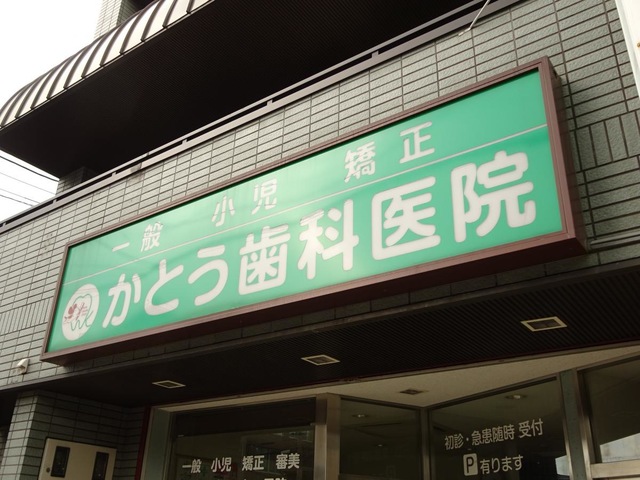 一般 小児 矯正
かとう歯科医院
初診・急患随時 受付
P有ります
一般 小児 矯正 審美